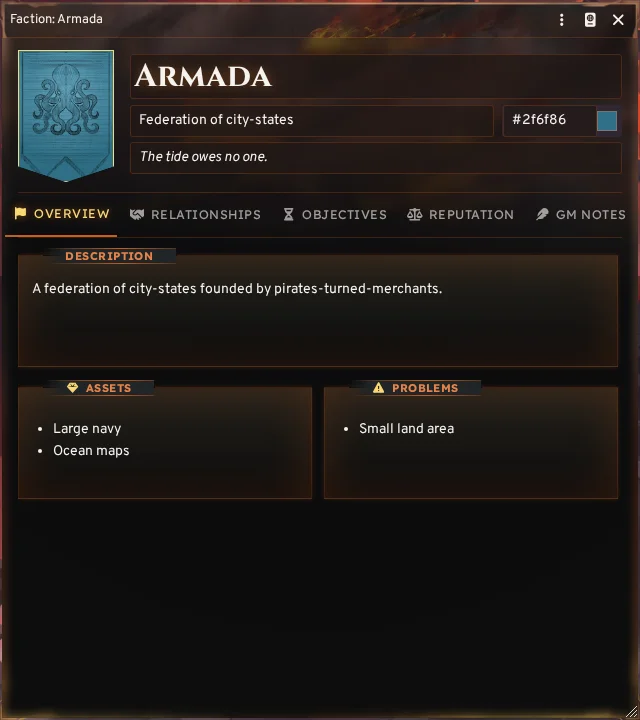 Faction: Armada
Armada
Federation of city-states
#2f6f86
The tide owes no one.
OVERVIEW
RELATIONSHIPS
OBJECTIVES
REPUTATION
GM NOTES
DESCRIPTION
A federation of city-states founded by pirates-turned-merchants.
ASSETS
Large navy
Ocean maps
PROBLEMS
Small land area